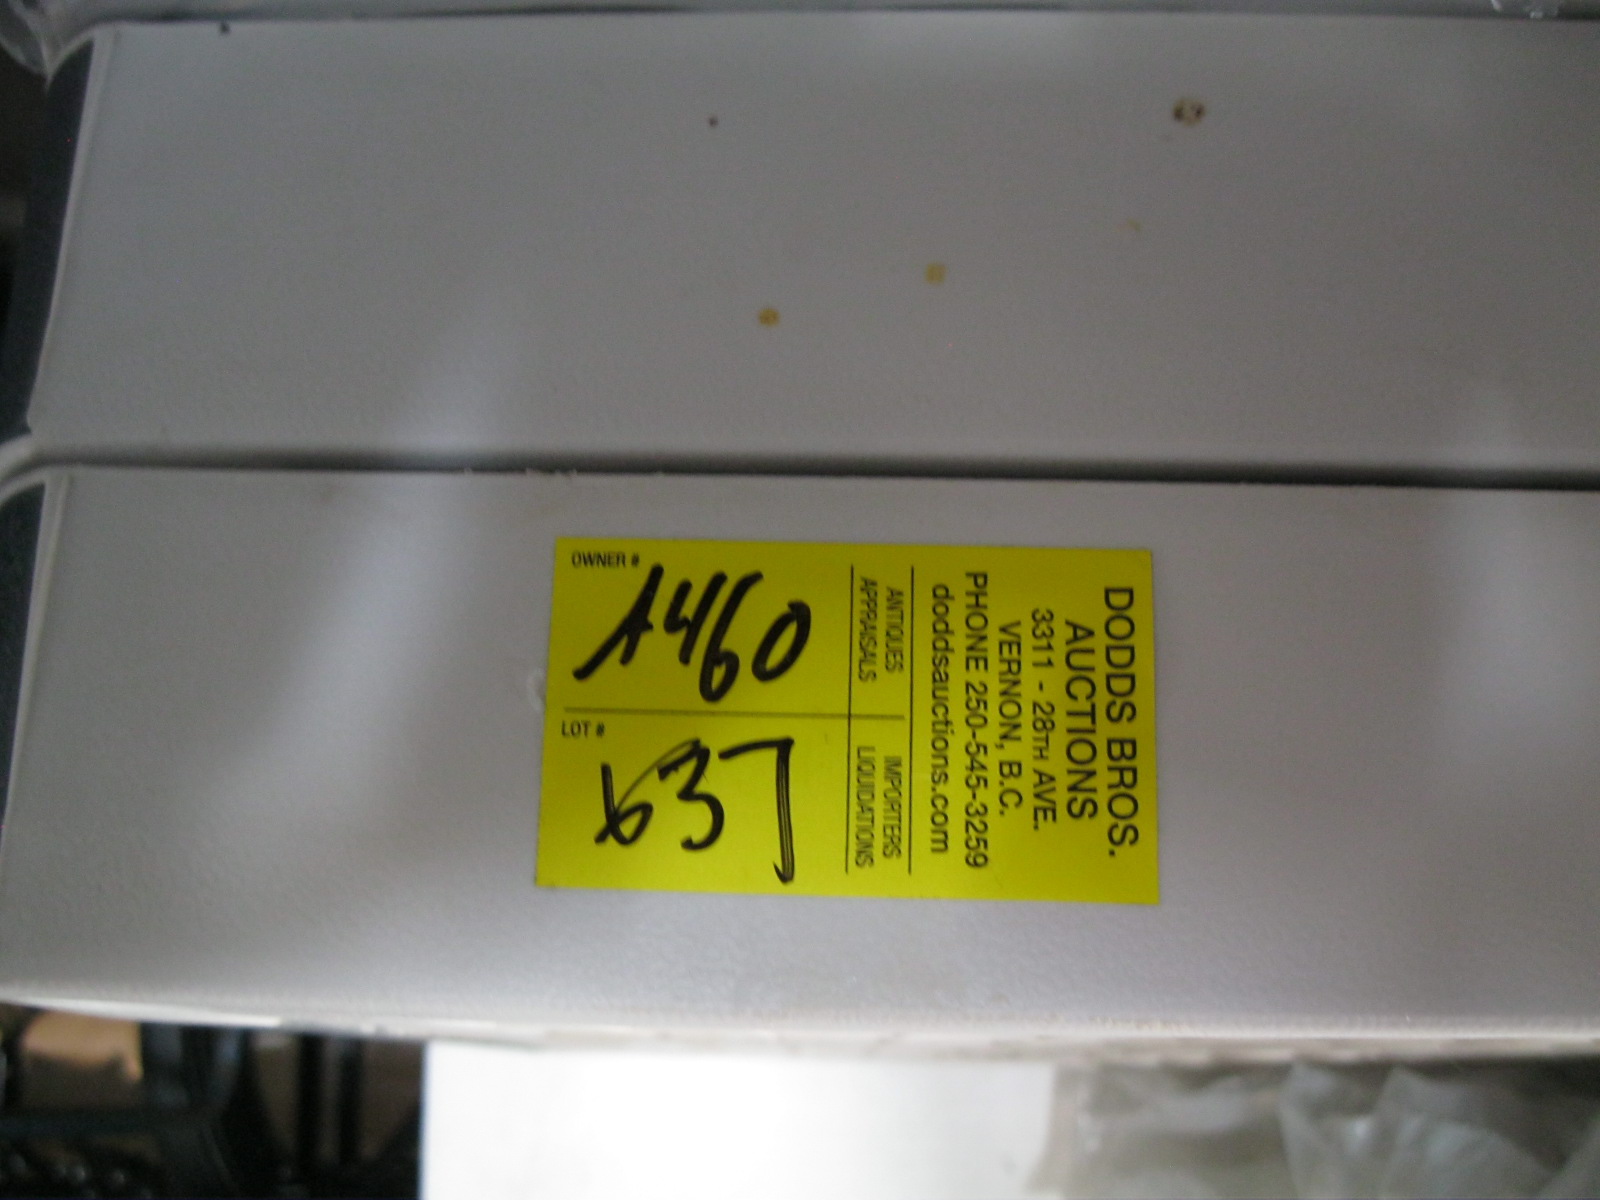 DODDS BROS.
AUCTIONS
3311 - 28TH AVE.
VERNON, B.C.
PHONE 250-545-3259
doddsauctions.com
ANTIQUES IMPORTERS
APPRAISALS LIQUIDATIONS
OWNER #
A460
LOT #
637